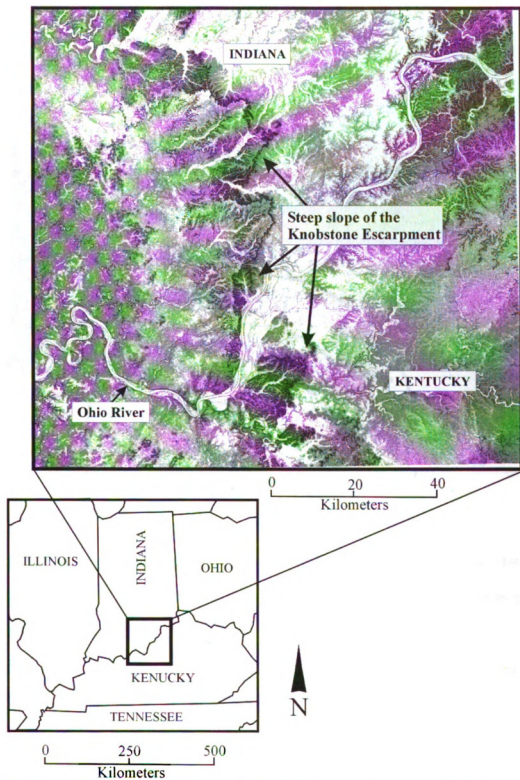 INDIANA
Steep slope of the
Knobstone Escarpment
KENTUCKY
Ohio River
0 20 40
Kilometers
ILLINOIS
INDIANA
OHIO
KENUCKY
TENNESSEE
N
0 250 500
Kilometers